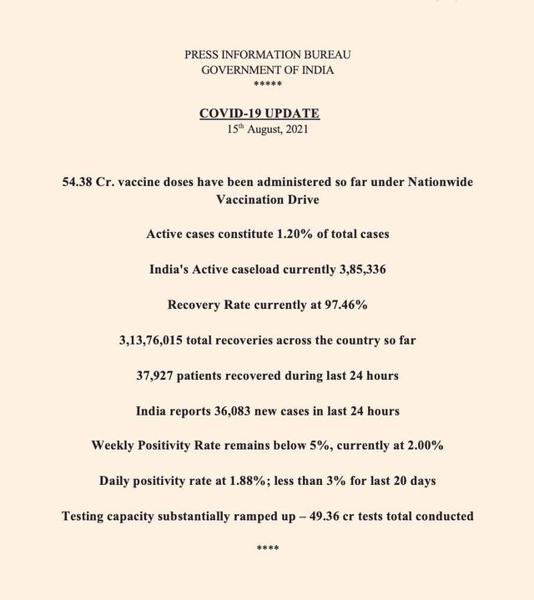 PRESS INFORMATION BUREAU
GOVERNMENT OF INDIA
*****
COVID-19 UPDATE
15th August, 2021
54.38 Cr. vaccine doses have been administered so far under Nationwide
Vaccination Drive
Active cases constitute 1.20% of total cases
India's Active caseload currently 3,85,336
Recovery Rate currently at 97.46%
3,13,76,015 total recoveries across the country so far
37,927 patients recovered during last 24 hours
India reports 36,083 new cases in last 24 hours
Weekly Positivity Rate remains below 5%, currently at 2.00%
Daily positivity rate at 1.88%; less than 3% for last 20 days
Testing capacity substantially ramped up – 49.36 cr tests total conducted
****